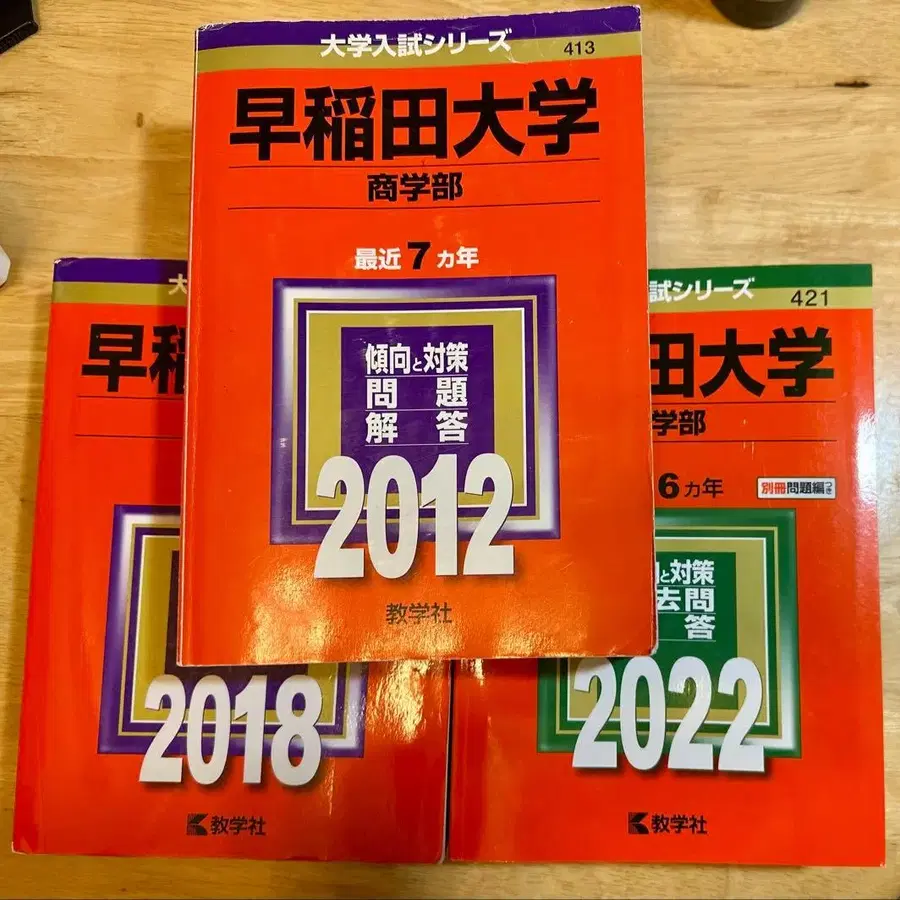 大学入試シリーズ
413
早稲田大学
商学部
最近7ヵ年
傾向と対策
問題
解答
2012
教学社
大
早
2018
教学社
試シリーズ
421
田大学
学部
6ヵ年
別冊問題編つき
と対策
去問
答
2022
教学社